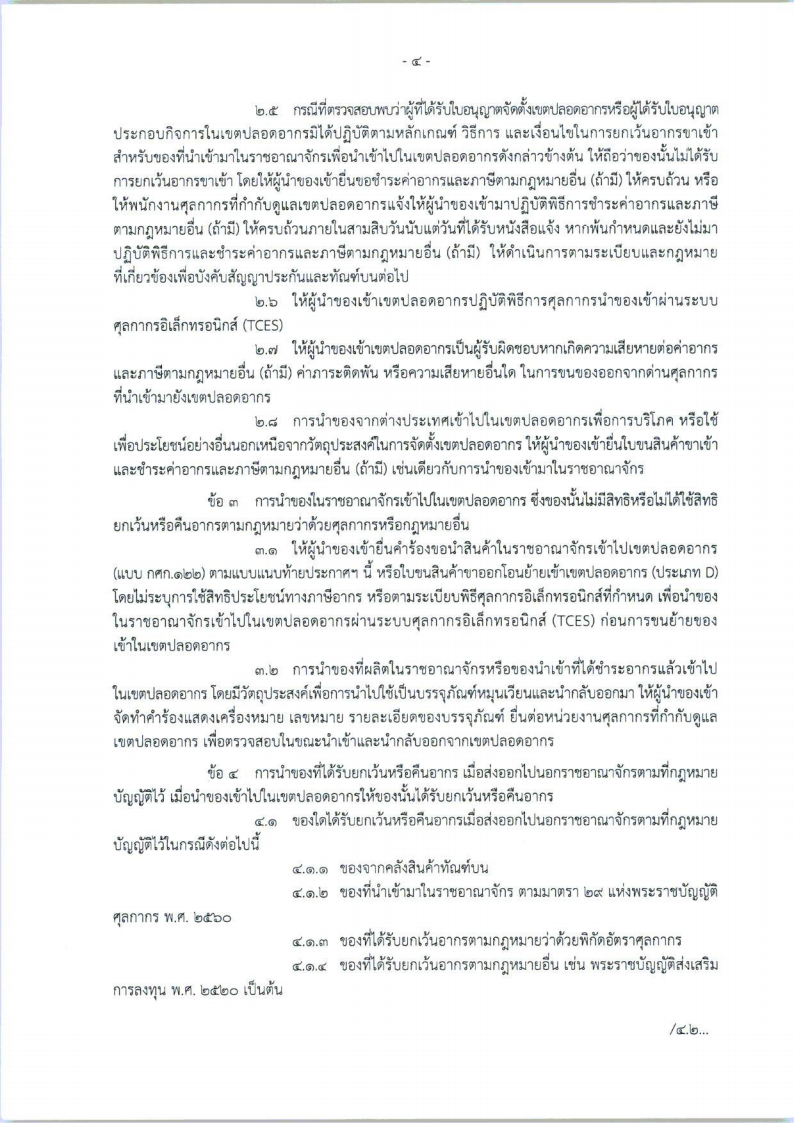 - ๔ -
๒.๕ กรณีที่ตรวจสอบพบว่าผู้ที่ได้รับใบอนุญาตจัดตั้งเขตปลอดอากรหรือผู้ได้รับใบอนุญาต
ประกอบกิจการในเขตปลอดอากรมิได้ปฏิบัติตามหลักเกณฑ์ วิธีการ และเงื่อนไขในการยกเว้นอากรขาเข้า
สำหรับของที่นำเข้ามาในราชอาณาจักรเพื่อนำเข้าไปในเขตปลอดอากรดังกล่าวข้างต้น ให้ถือว่าของนั้นไม่ได้รับ
การยกเว้นอากรขาเข้า โดยให้ผู้นำของเข้ายื่นขอชำระค่าอากรและภาษีตามกฎหมายอื่น (ถ้ามี) ให้ครบถ้วน หรือ
ให้พนักงานศุลกากรที่กำกับดูแลเขตปลอดอากรแจ้งให้ผู้นำของเข้ามาปฏิบัติพิธีการชำระค่าอากรและภาษี
ตามกฎหมายอื่น (ถ้ามี) ให้ครบถ้วนภายในสามสิบวันนับแต่วันที่ได้รับหนังสือแจ้ง หากพ้นกำหนดและยังไม่มา
ปฏิบัติพิธีการและชำระค่าอากรและภาษีตามกฎหมายอื่น (ถ้ามี) ให้ดำเนินการตามระเบียบและกฎหมาย
ที่เกี่ยวข้องเพื่อบังคับสัญญาประกันและทัณฑ์บนต่อไป
๒.๖ ให้ผู้นำของเข้าเขตปลอดอากรปฏิบัติพิธีการศุลกากรนำของเข้าผ่านระบบ
ศุลกากรอิเล็กทรอนิกส์ (TCES)
๒.๗ ให้ผู้นำของเข้าเขตปลอดอากรเป็นผู้รับผิดชอบหากเกิดความเสียหายต่อค่าอากร
และภาษีตามกฎหมายอื่น (ถ้ามี) ค่าภาระติดพัน หรือความเสียหายอื่นใด ในการขนของออกจากด่านศุลกากร
ที่นำเข้ามายังเขตปลอดอากร
๒.๘ การนำของจากต่างประเทศเข้าไปในเขตปลอดอากรเพื่อการบริโภค หรือใช้
เพื่อประโยชน์อย่างอื่นนอกเหนือจากวัตถุประสงค์ในการจัดตั้งเขตปลอดอากร ให้ผู้นำของเข้ายื่นใบขนสินค้าขาเข้า
และชำระค่าอากรและภาษีตามกฎหมายอื่น (ถ้ามี) เช่นเดียวกับการนำของเข้ามาในราชอาณาจักร
ข้อ ๓ การนำของในราชอาณาจักรเข้าไปในเขตปลอดอากร ซึ่งของนั้นไม่มีสิทธิหรือไม่ได้ใช้สิทธิ
ยกเว้นหรือคืนอากรตามกฎหมายว่าด้วยศุลกากรหรือกฎหมายอื่น
๓.๑ ให้ผู้นำของเข้ายื่นคำร้องขอนำสินค้าในราชอาณาจักรเข้าไปเขตปลอดอากร
(แบบ กศก.๑๒๒) ตามแบบแนบท้ายประกาศฯ นี้ หรือใบขนสินค้าขาออกโอนย้ายเข้าเขตปลอดอากร (ประเภท D)
โดยไม่ระบุการใช้สิทธิประโยชน์ทางภาษีอากร หรือตามระเบียบพิธีศุลกากรอิเล็กทรอนิกส์ที่กำหนด เพื่อนำของ
ในราชอาณาจักรเข้าไปในเขตปลอดอากรผ่านระบบศุลกากรอิเล็กทรอนิกส์ (TCES) ก่อนการขนย้ายของ
เข้าในเขตปลอดอากร
๓.๒ การนำของที่ผลิตในราชอาณาจักรหรือของนำเข้าที่ได้ชำระอากรแล้วเข้าไป
ในเขตปลอดอากร โดยมีวัตถุประสงค์เพื่อการนำไปใช้เป็นบรรจุภัณฑ์หมุนเวียนและนำกลับออกมา ให้ผู้นำของเข้า
จัดทำคำร้องแสดงเครื่องหมาย เลขหมาย รายละเอียดของบรรจุภัณฑ์ ยื่นต่อหน่วยงานศุลกากรที่กำกับดูแล
เขตปลอดอากร เพื่อตรวจสอบในขณะนำเข้าและนำกลับออกจากเขตปลอดอากร
ข้อ ๔ การนำของที่ได้รับยกเว้นหรือคืนอากร เมื่อส่งออกไปนอกราชอาณาจักรตามที่กฎหมาย
บัญญัติไว้ เมื่อนำของเข้าไปในเขตปลอดอากรให้ของนั้นได้รับยกเว้นหรือคืนอากร
๔.๑ ของใดได้รับยกเว้นหรือคืนอากรเมื่อส่งออกไปนอกราชอาณาจักรตามที่กฎหมาย
บัญญัติไว้ในกรณีดังต่อไปนี้
๔.๑.๑ ของจากคลังสินค้าทัณฑ์บน
๔.๑.๒ ของที่นำเข้ามาในราชอาณาจักร ตามมาตรา ๒๙ แห่งพระราชบัญญัติ
ศุลกากร พ.ศ. ๒๕๖๐
๔.๑.๓ ของที่ได้รับยกเว้นอากรตามกฎหมายว่าด้วยพิกัดอัตราศุลกากร
๔.๑.๔ ของที่ได้รับยกเว้นอากรตามกฎหมายอื่น เช่น พระราชบัญญัติส่งเสริม
การลงทุน พ.ศ. ๒๕๒๐ เป็นต้น
/๔.๒...